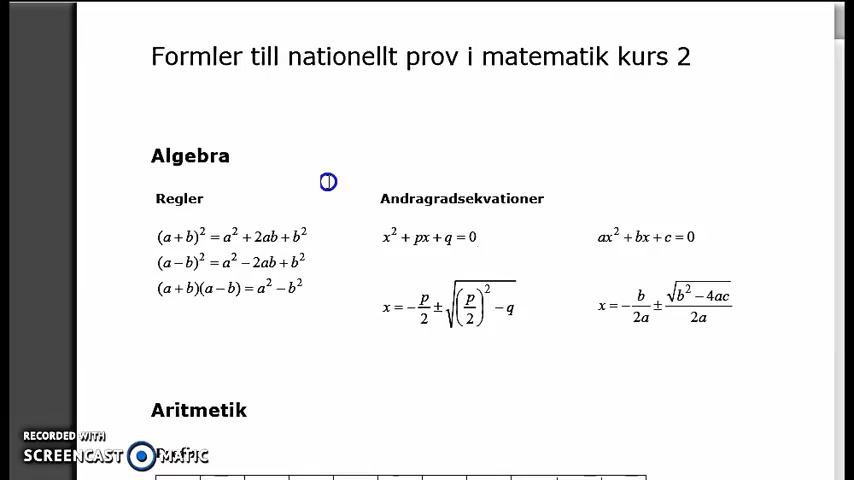 Formler till nationellt prov i matematik kurs 2
Algebra
Regler
(a+b)² = a² + 2ab + b²
(a−b)² = a² − 2ab + b²
(a+b)(a−b) = a² − b²
Andragradsekvationer
x² + px + q = 0
x = −p/2 ± √((p/2)² − q)
ax² + bx + c = 0
x = −b/2a ± √(b² − 4ac)/2a
Aritmetik
RECORDED WITH
SCREENCAST MATIC